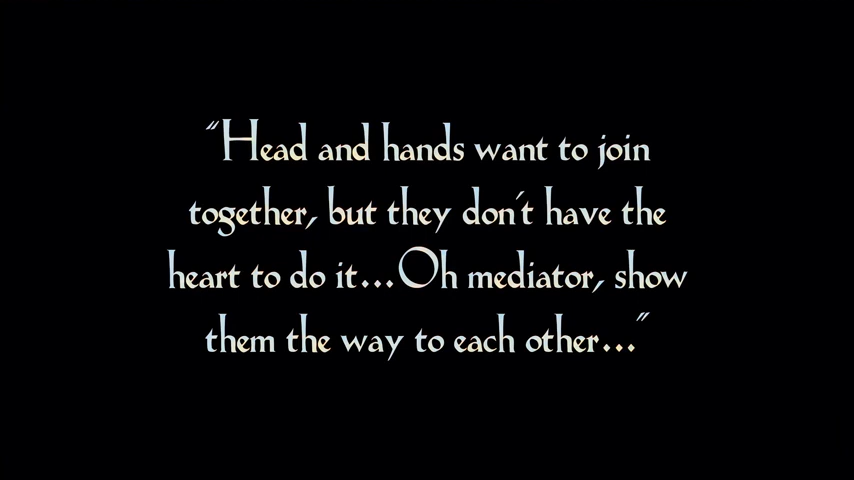 "Head and hands want to join
together, but they don't have the
heart to do it...Oh mediator, show
them the way to each other..."